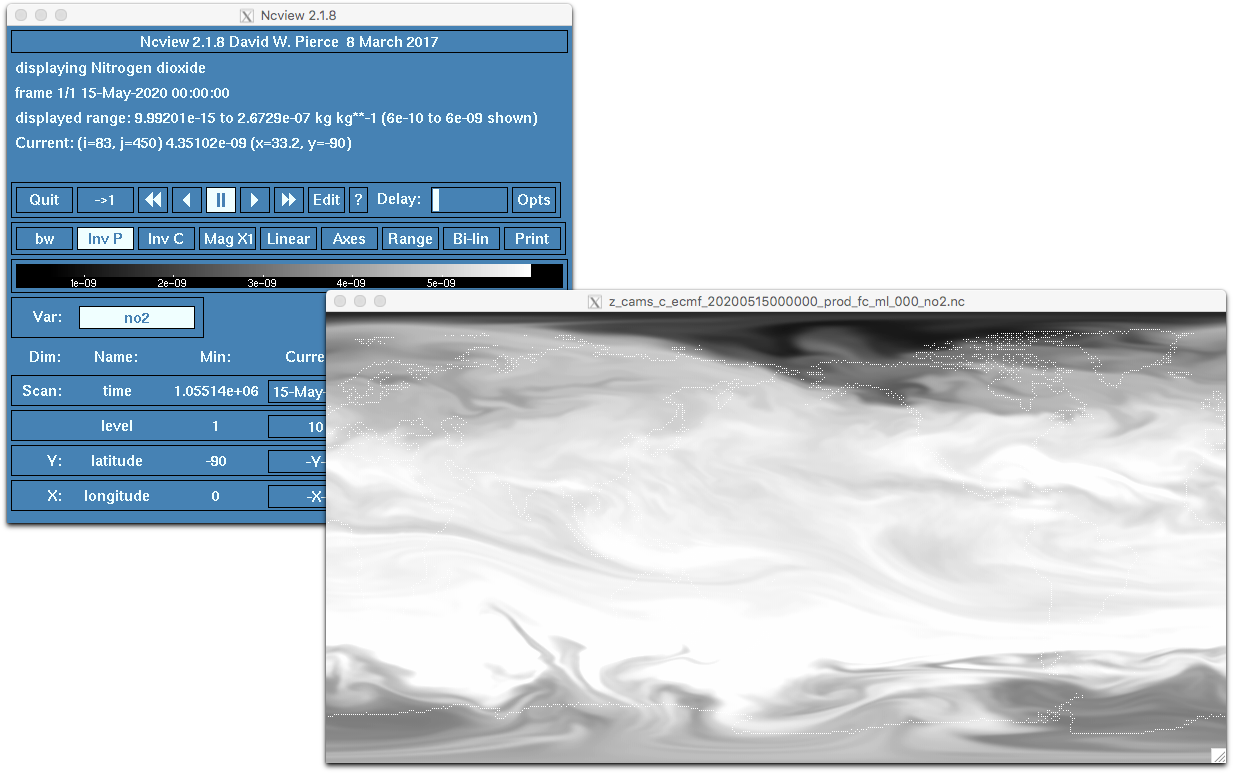 Ncview 2.1.8
Ncview 2.1.8 David W. Pierce 8 March 2017
displaying Nitrogen dioxide
frame 1/1 15-May-2020 00:00:00
displayed range: 9.99201e-15 to 2.6729e-07 kg kg**-1 (6e-10 to 6e-09 shown)
Current: (i=83, j=450) 4.35102e-09 (x=33.2, y=-90)
Quit ->1 Edit ? Delay: Opts
bw Inv P Inv C Mag X1 Linear Axes Range Bi-lin Print
1e-09 2e-09 3e-09 4e-09 5e-09
z_cams_c_ecmf_20200515000000_prod_fc_ml_000_no2.nc
Var: no2
Dim: Name: Min: Curre
Scan: time 1.05514e+06 15-May-
level 1 10
Y: latitude -90 -Y-
X: longitude 0 -X-